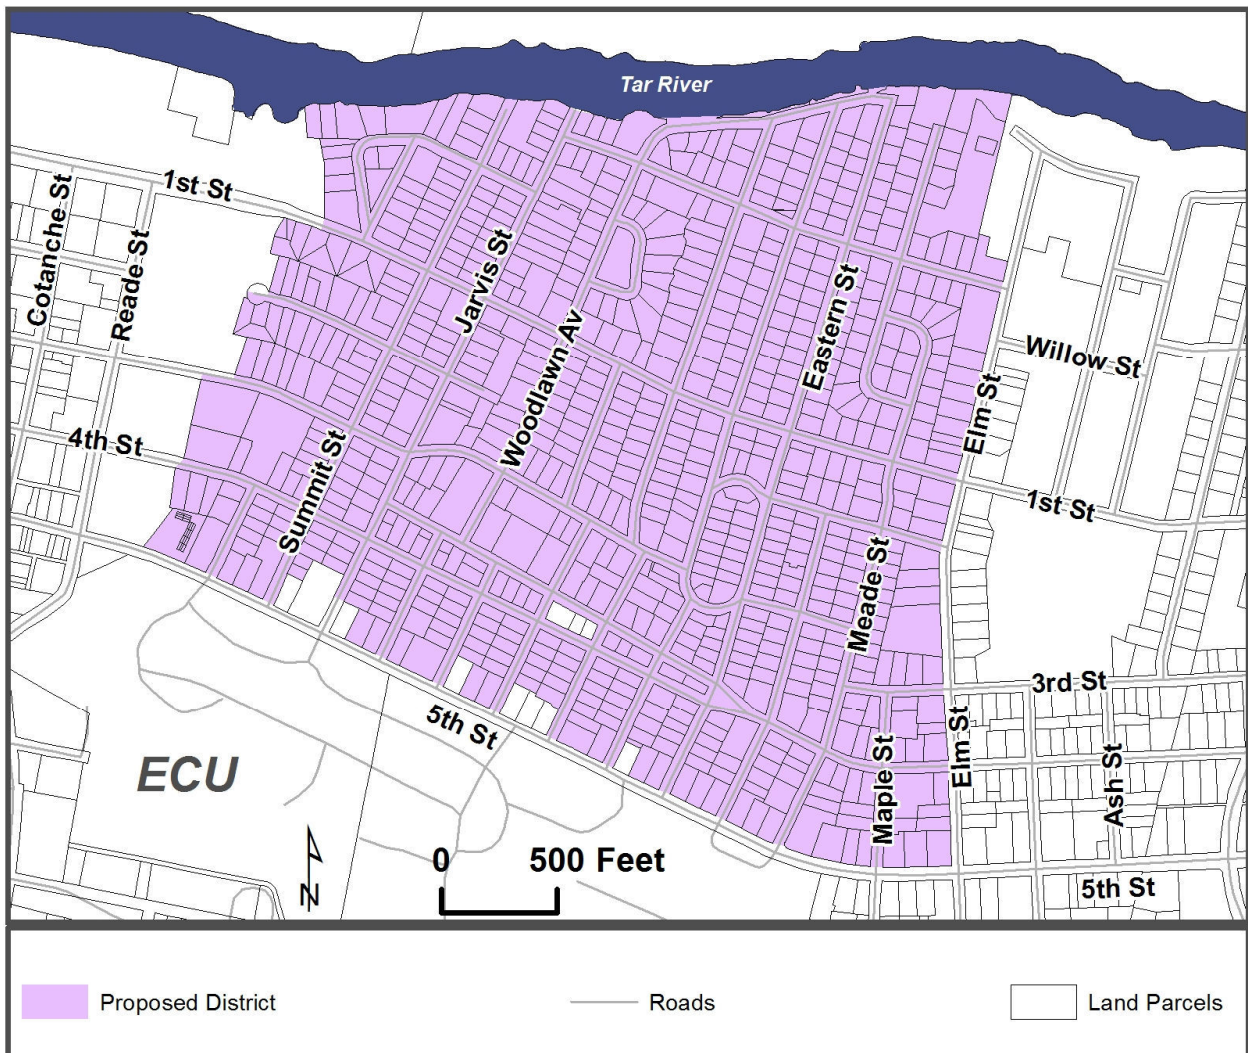 Tar River
1st St
Cotanche St
Reade St
Jarvis St
Woodlawn Av
Eastern St
Willow St
Elm St
4th St
Summit St
1st St
Meade St
3rd St
5th St
Elm St
Maple St
Ash St
ECU
N
0 500 Feet
5th St
Proposed District
Roads
Land Parcels